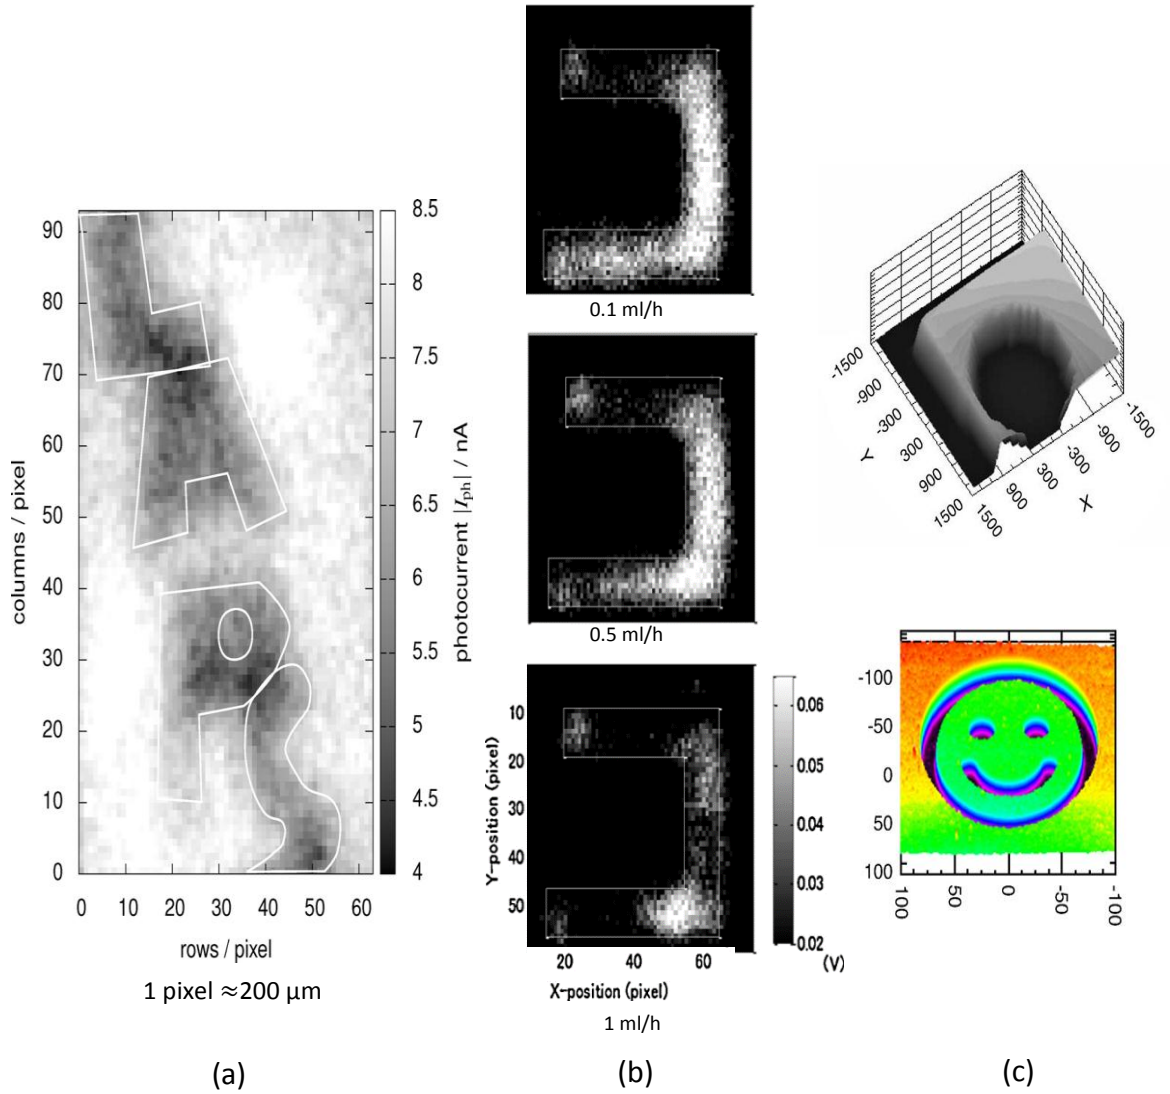 90
80
70
60
50
40
30
20
10
0
columns / pixel
0 10 20 30 40 50 60
rows / pixel
1 pixel ≈200 μm
8.5
8
7.5
7
6.5
6
5.5
5
4.5
4
photocurrent |Iph| / nA
(a)
0.1 ml/h
0.5 ml/h
10
20
30
40
50
Y-position (pixel)
20 40 60
X-position (pixel)
1 ml/h
0.06
0.05
0.04
0.03
0.02
(V)
(b)
-1500
-900
-300
300
900
1500
Y
1500
900
300
-300
-900
-1500
X
-100
-50
0
50
100
100 50 0 -50 -100
(c)